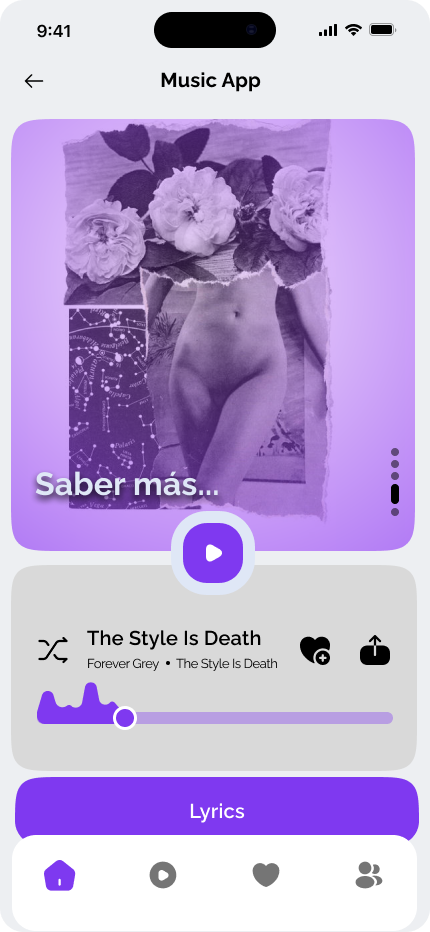 9:41
Music App
Saber más...
The Style Is Death
Forever Grey • The Style Is Death
Lyrics